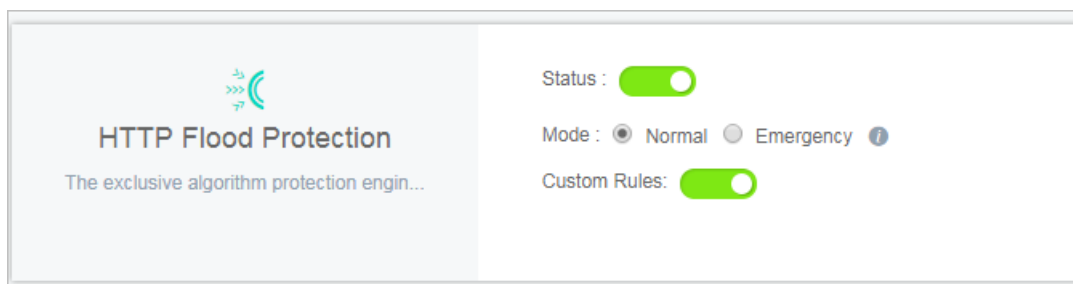 HTTP Flood Protection
The exclusive algorithm protection engin...
Status :
Mode : Normal Emergency i
Custom Rules: